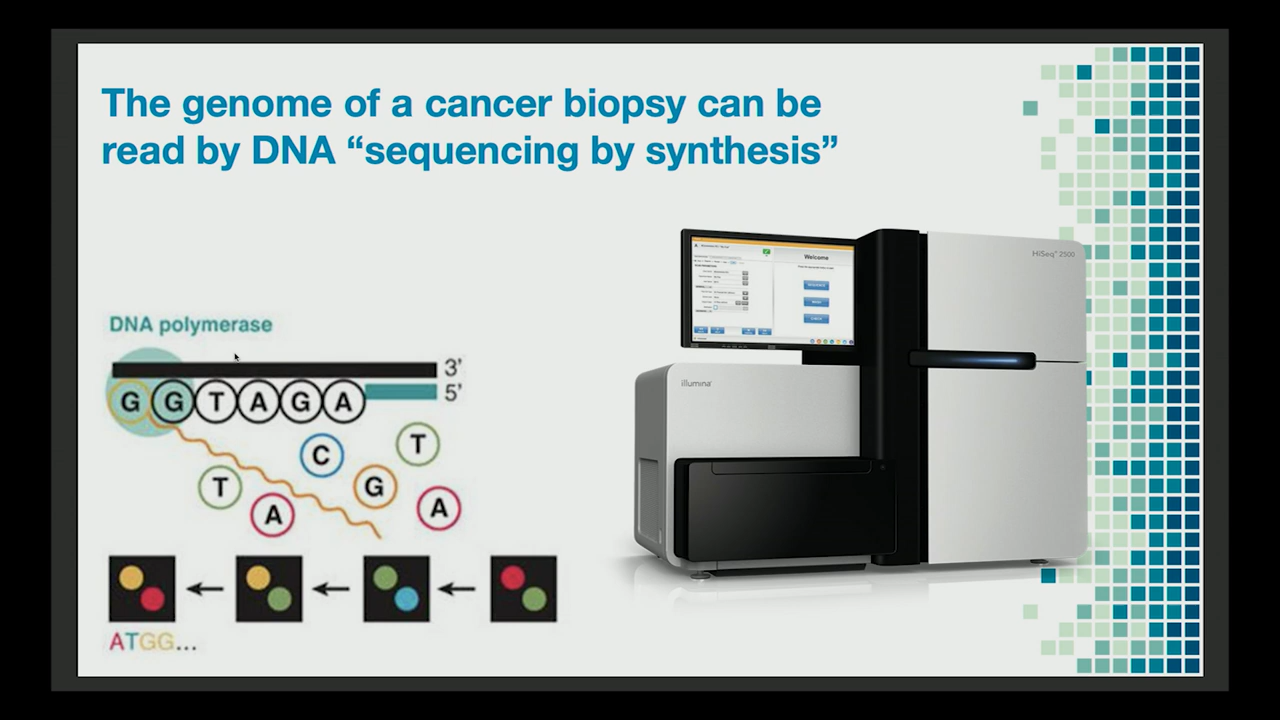 The genome of a cancer biopsy can be
read by DNA “sequencing by synthesis”
DNA polymerase
3’
5’
G G T A G A
C
T
T
G
A
A
ATGG...
HiSeq® 2500
illumina®
Welcome